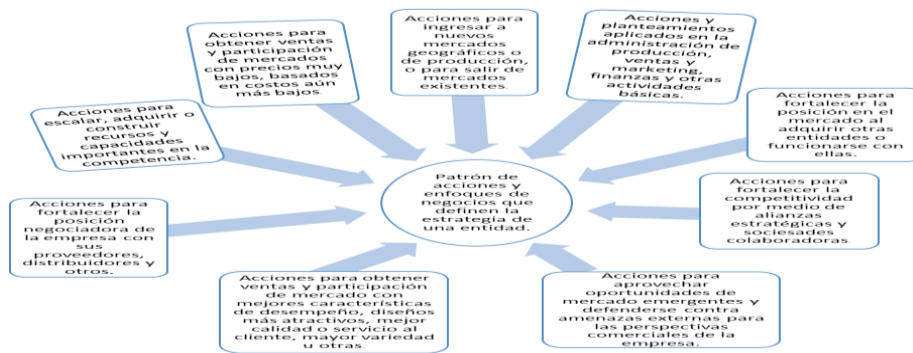 Acciones para
obtener ventas
y participación
de mercados
con precios muy
bajos, basados
en costos aún
más bajos.
Acciones para
ingresar a
nuevos
mercados
geográficos o
de producción,
o para salir de
mercados
existentes.
Acciones y
planteamientos
aplicados en la
administración de
producción,
ventas y
marketing,
finanzas y otras
actividades
básicas.
Acciones para
fortalecer la
posición en el
mercado al
adquirir otras
entidades o
funcionarse con
ellas.
Acciones para
escalar, adquirir o
construir
recursos y
capacidades
importantes en la
competencia.
Patrón de
acciones y
enfoques de
negocios que
definen la
estrategia de
una entidad.
Acciones para
fortalecer la
competitividad
por medio de
alianzas
estratégicas y
sociedades
colaboradoras.
Acciones para
fortalecer la
posición
negociadora de
la empresa con
sus
proveedores,
distribuidores y
otros.
Acciones para obtener
ventas y participación
de mercado con
mejores características
de desempeño, diseños
más atractivos, mejor
calidad o servicio al
cliente, mayor variedad
u otras.
Acciones para
aprovechar
oportunidades de
mercado emergentes y
defenderse contra
amenazas externas para
las perspectivas
comerciales de la
empresa.